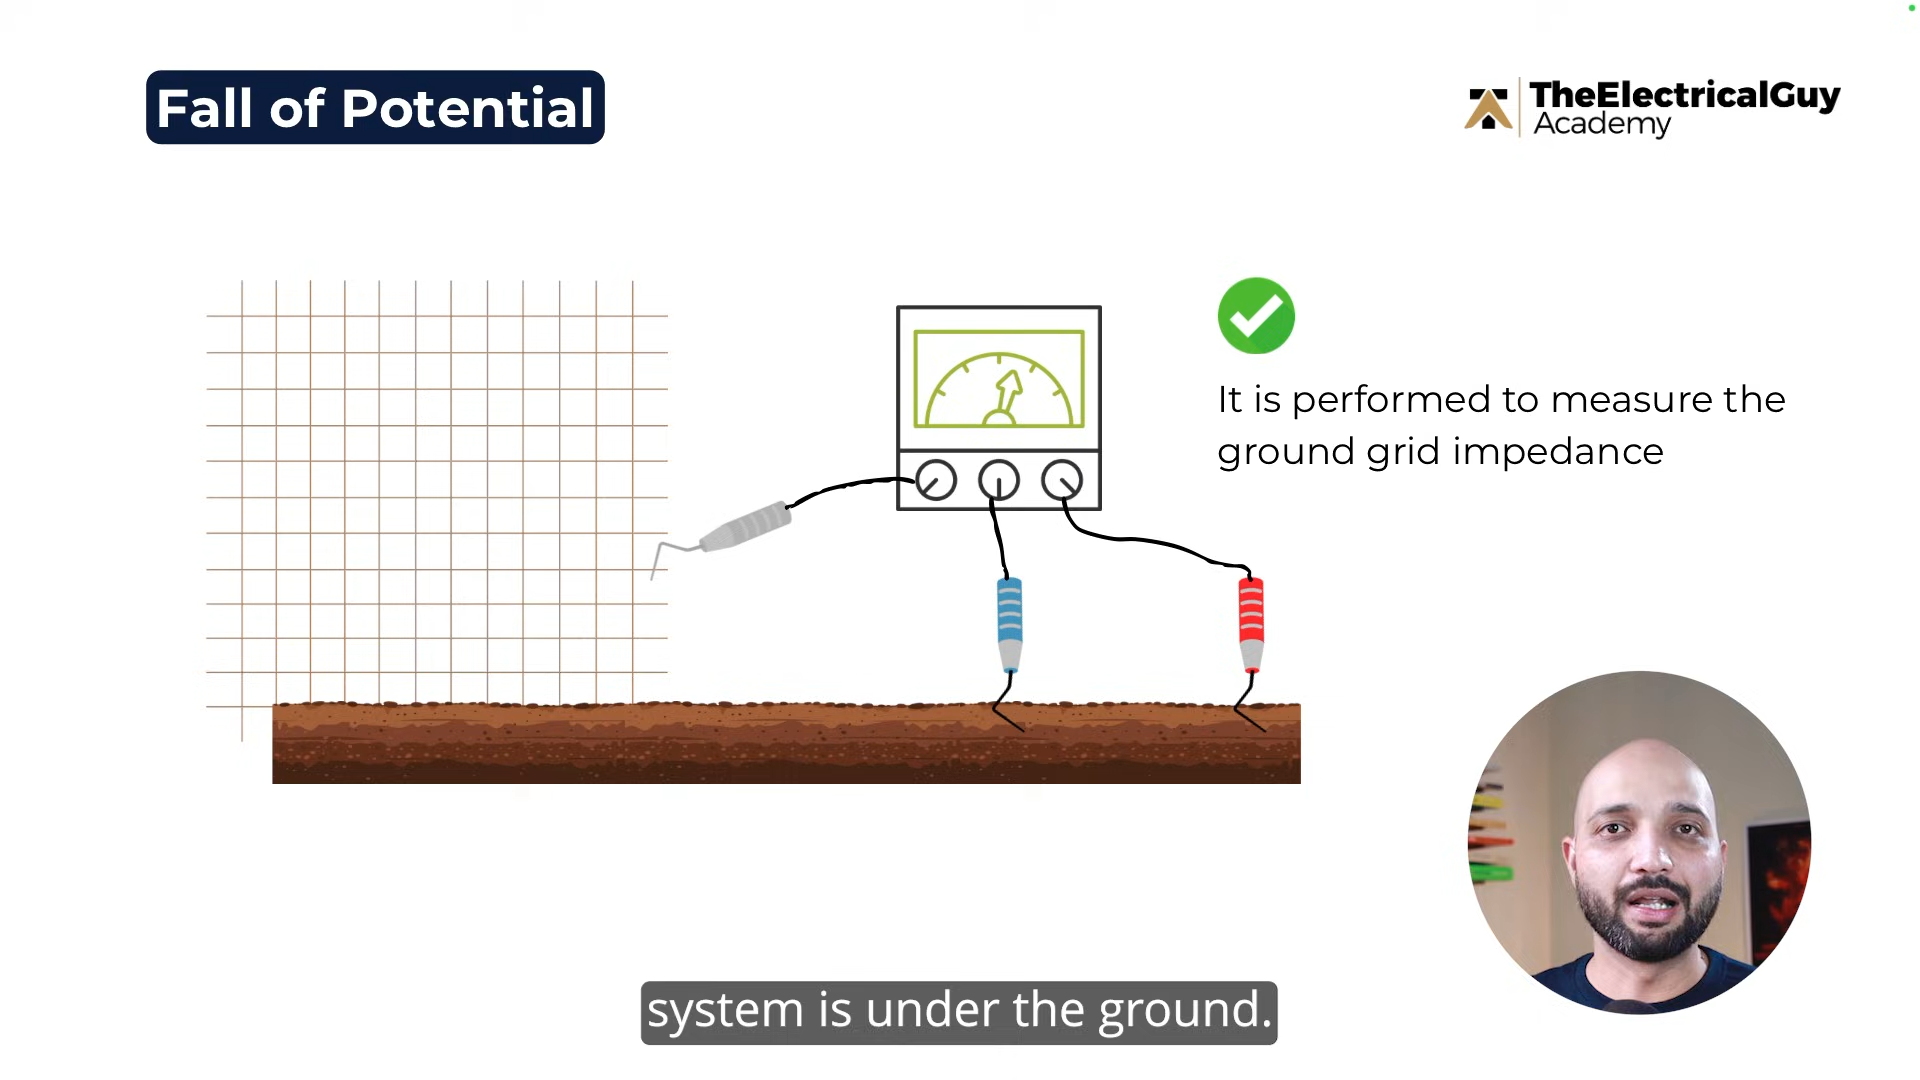 Fall of Potential
TheElectricalGuy
Academy
It is performed to measure the
ground grid impedance
system is under the ground.